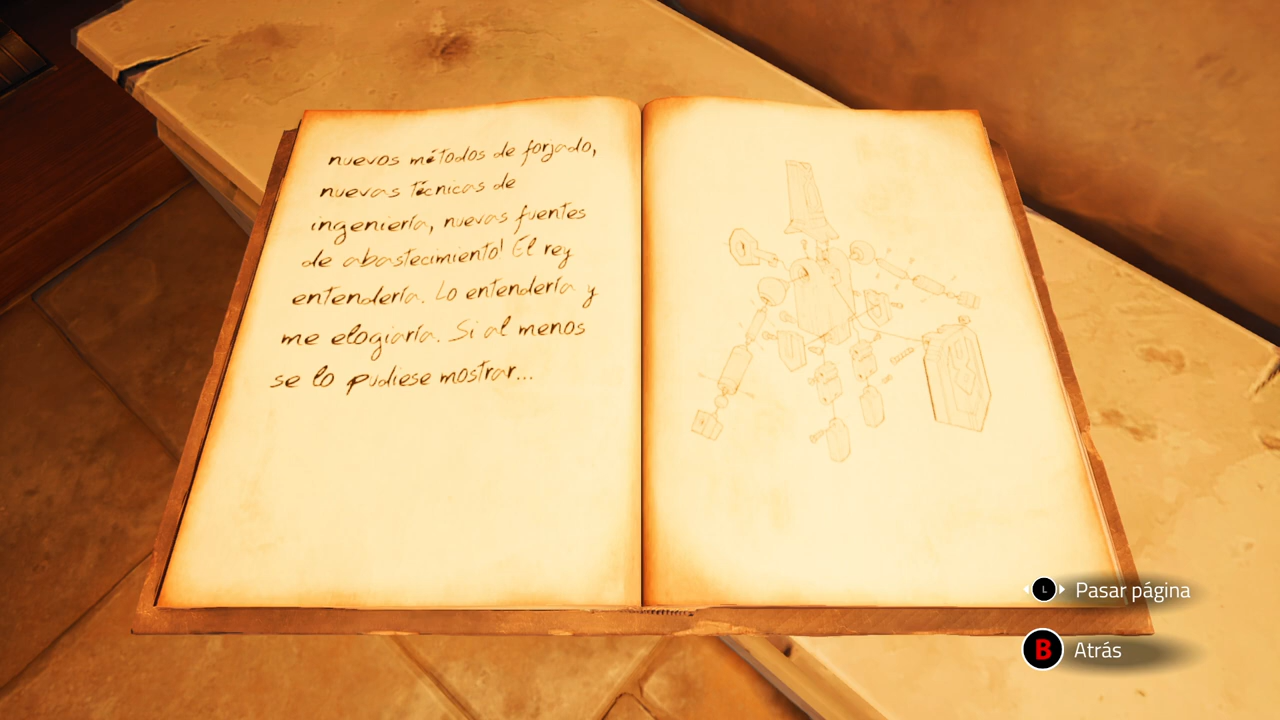 nuevos métodos de forjado,
nuevas técnicas de
ingeniería, nuevas fuentes
de abastecimiento! El rey
entendería. Lo entendería y
me elogiaría. Si al menos
se lo pudiese mostrar...
L Pasar página
B Atrás